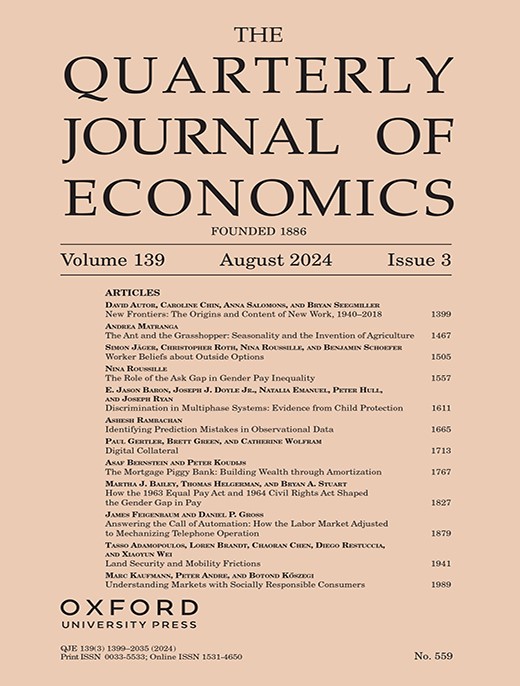 THE
QUARTERLY
JOURNAL OF
ECONOMICS
FOUNDED 1886
Volume 139 August 2024 Issue 3
ARTICLES
DAVID AUTOR, CAROLINE CHIN, ANNA SALOMONS, AND BRYAN SEEGMILLER
New Frontiers: The Origins and Content of New Work, 1940–2018 1399
ANDREA MATRANGA
The Ant and the Grasshopper: Seasonality and the Invention of Agriculture 1467
SIMON JÄGER, CHRISTOPHER ROTH, NINA ROUSSILLE, AND BENJAMIN SCHOEFER
Worker Beliefs about Outside Options 1505
NINA ROUSSILLE
The Role of the Ask Gap in Gender Pay Inequality 1557
E. JASON BARON, JOSEPH J. DOYLE JR., NATALIA EMANUEL, PETER HULL,
AND JOSEPH RYAN
Discrimination in Multiphase Systems: Evidence from Child Protection 1611
ASHESH RAMBACHAN
Identifying Prediction Mistakes in Observational Data 1665
PAUL GERTLER, BRETT GREEN, AND CATHERINE WOLFRAM
Digital Collateral 1713
ASAF BERNSTEIN AND PETER KOUDIJS
The Mortgage Piggy Bank: Building Wealth through Amortization 1767
MARTHA J. BAILEY, THOMAS HELGERMAN, AND BRYAN A. STUART
How the 1963 Equal Pay Act and 1964 Civil Rights Act Shaped
the Gender Gap in Pay 1827
JAMES FEIGENBAUM AND DANIEL P. GROSS
Answering the Call of Automation: How the Labor Market Adjusted
to Mechanizing Telephone Operation 1879
TASSO ADAMOPOULOS, LOREN BRANDT, CHAORAN CHEN, DIEGO RESTUCCIA,
AND XIAOYUN WEI
Land Security and Mobility Frictions 1941
MARC KAUFMANN, PETER ANDRE, AND BOTOND KŐSZEGI
Understanding Markets with Socially Responsible Consumers 1989
OXFORD
UNIVERSITY PRESS
QJE 139(3) 1399–2035 (2024)
Print ISSN 0033-5533; Online ISSN 1531-4650 No. 559